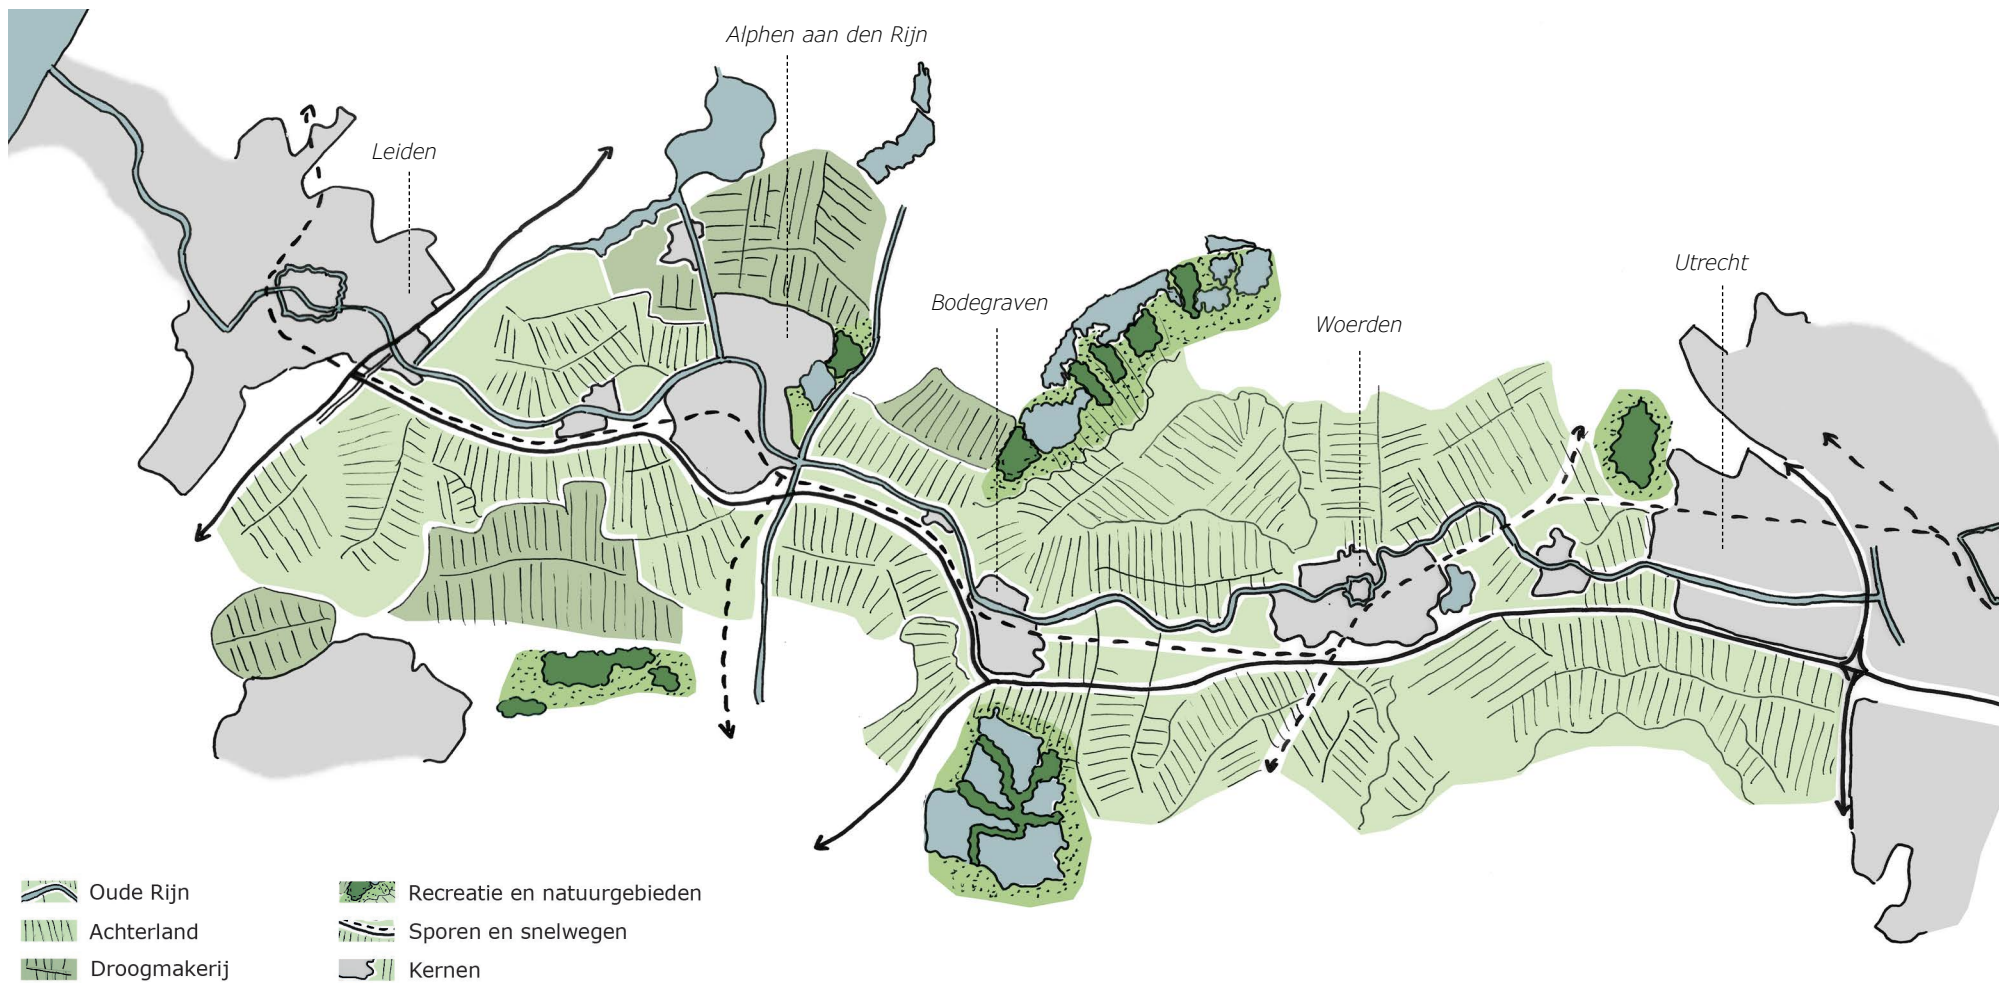 Alphen aan den Rijn
Leiden
Bodegraven
Woerden
Utrecht
Oude Rijn
Achterland
Droogmakerij
Recreatie en natuurgebieden
Sporen en snelwegen
Kernen